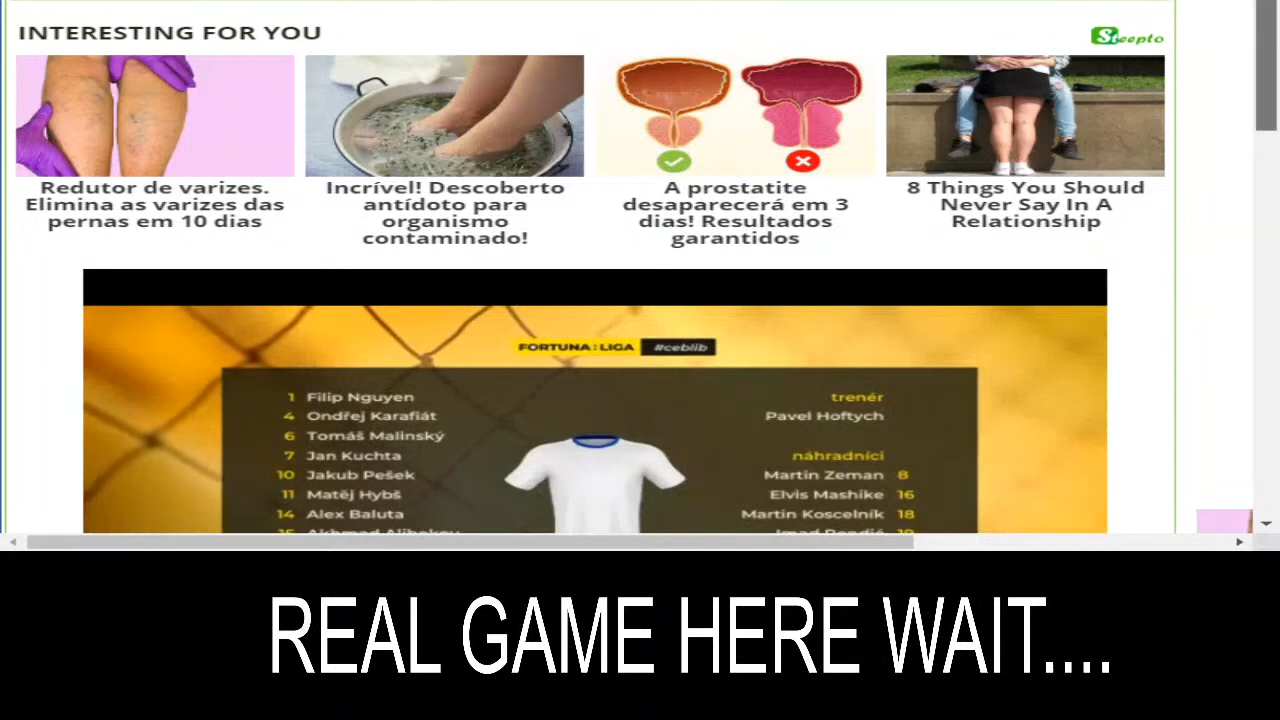 INTERESTING FOR YOU
Steepto
Redutor de varizes.
Elimina as varizes das
pernas em 10 dias
Incrível! Descoberto
antídoto para
organismo
contaminado!
A prostatite
desaparecerá em 3
dias! Resultados
garantidos
8 Things You Should
Never Say In A
Relationship
FORTUNA:LIGA #ceblib
1 Filip Nguyen
4 Ondřej Karafiát
6 Tomáš Malinský
7 Jan Kuchta
10 Jakub Pešek
11 Matěj Hybš
14 Alex Baluta
trenér
Pavel Hoftych
náhradníci
Martin Zeman 8
Elvis Mashike 16
Martin Koscelník 18
REAL GAME HERE WAIT....